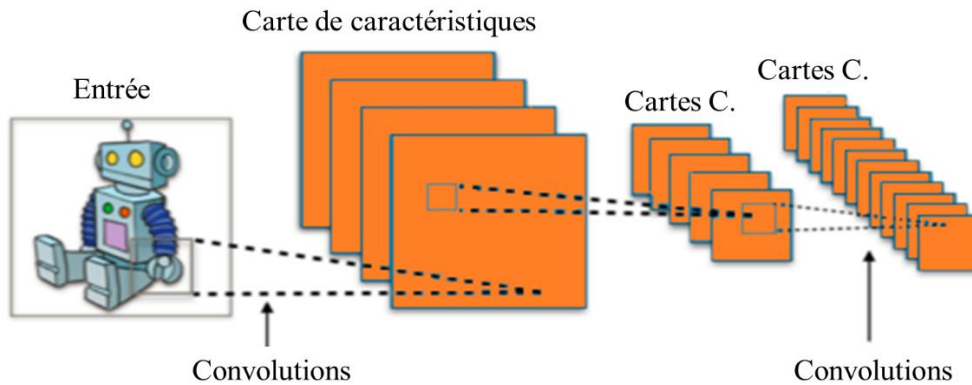 Carte de caractéristiques
Entrée
Cartes C.
Cartes C.
Convolutions
Convolutions